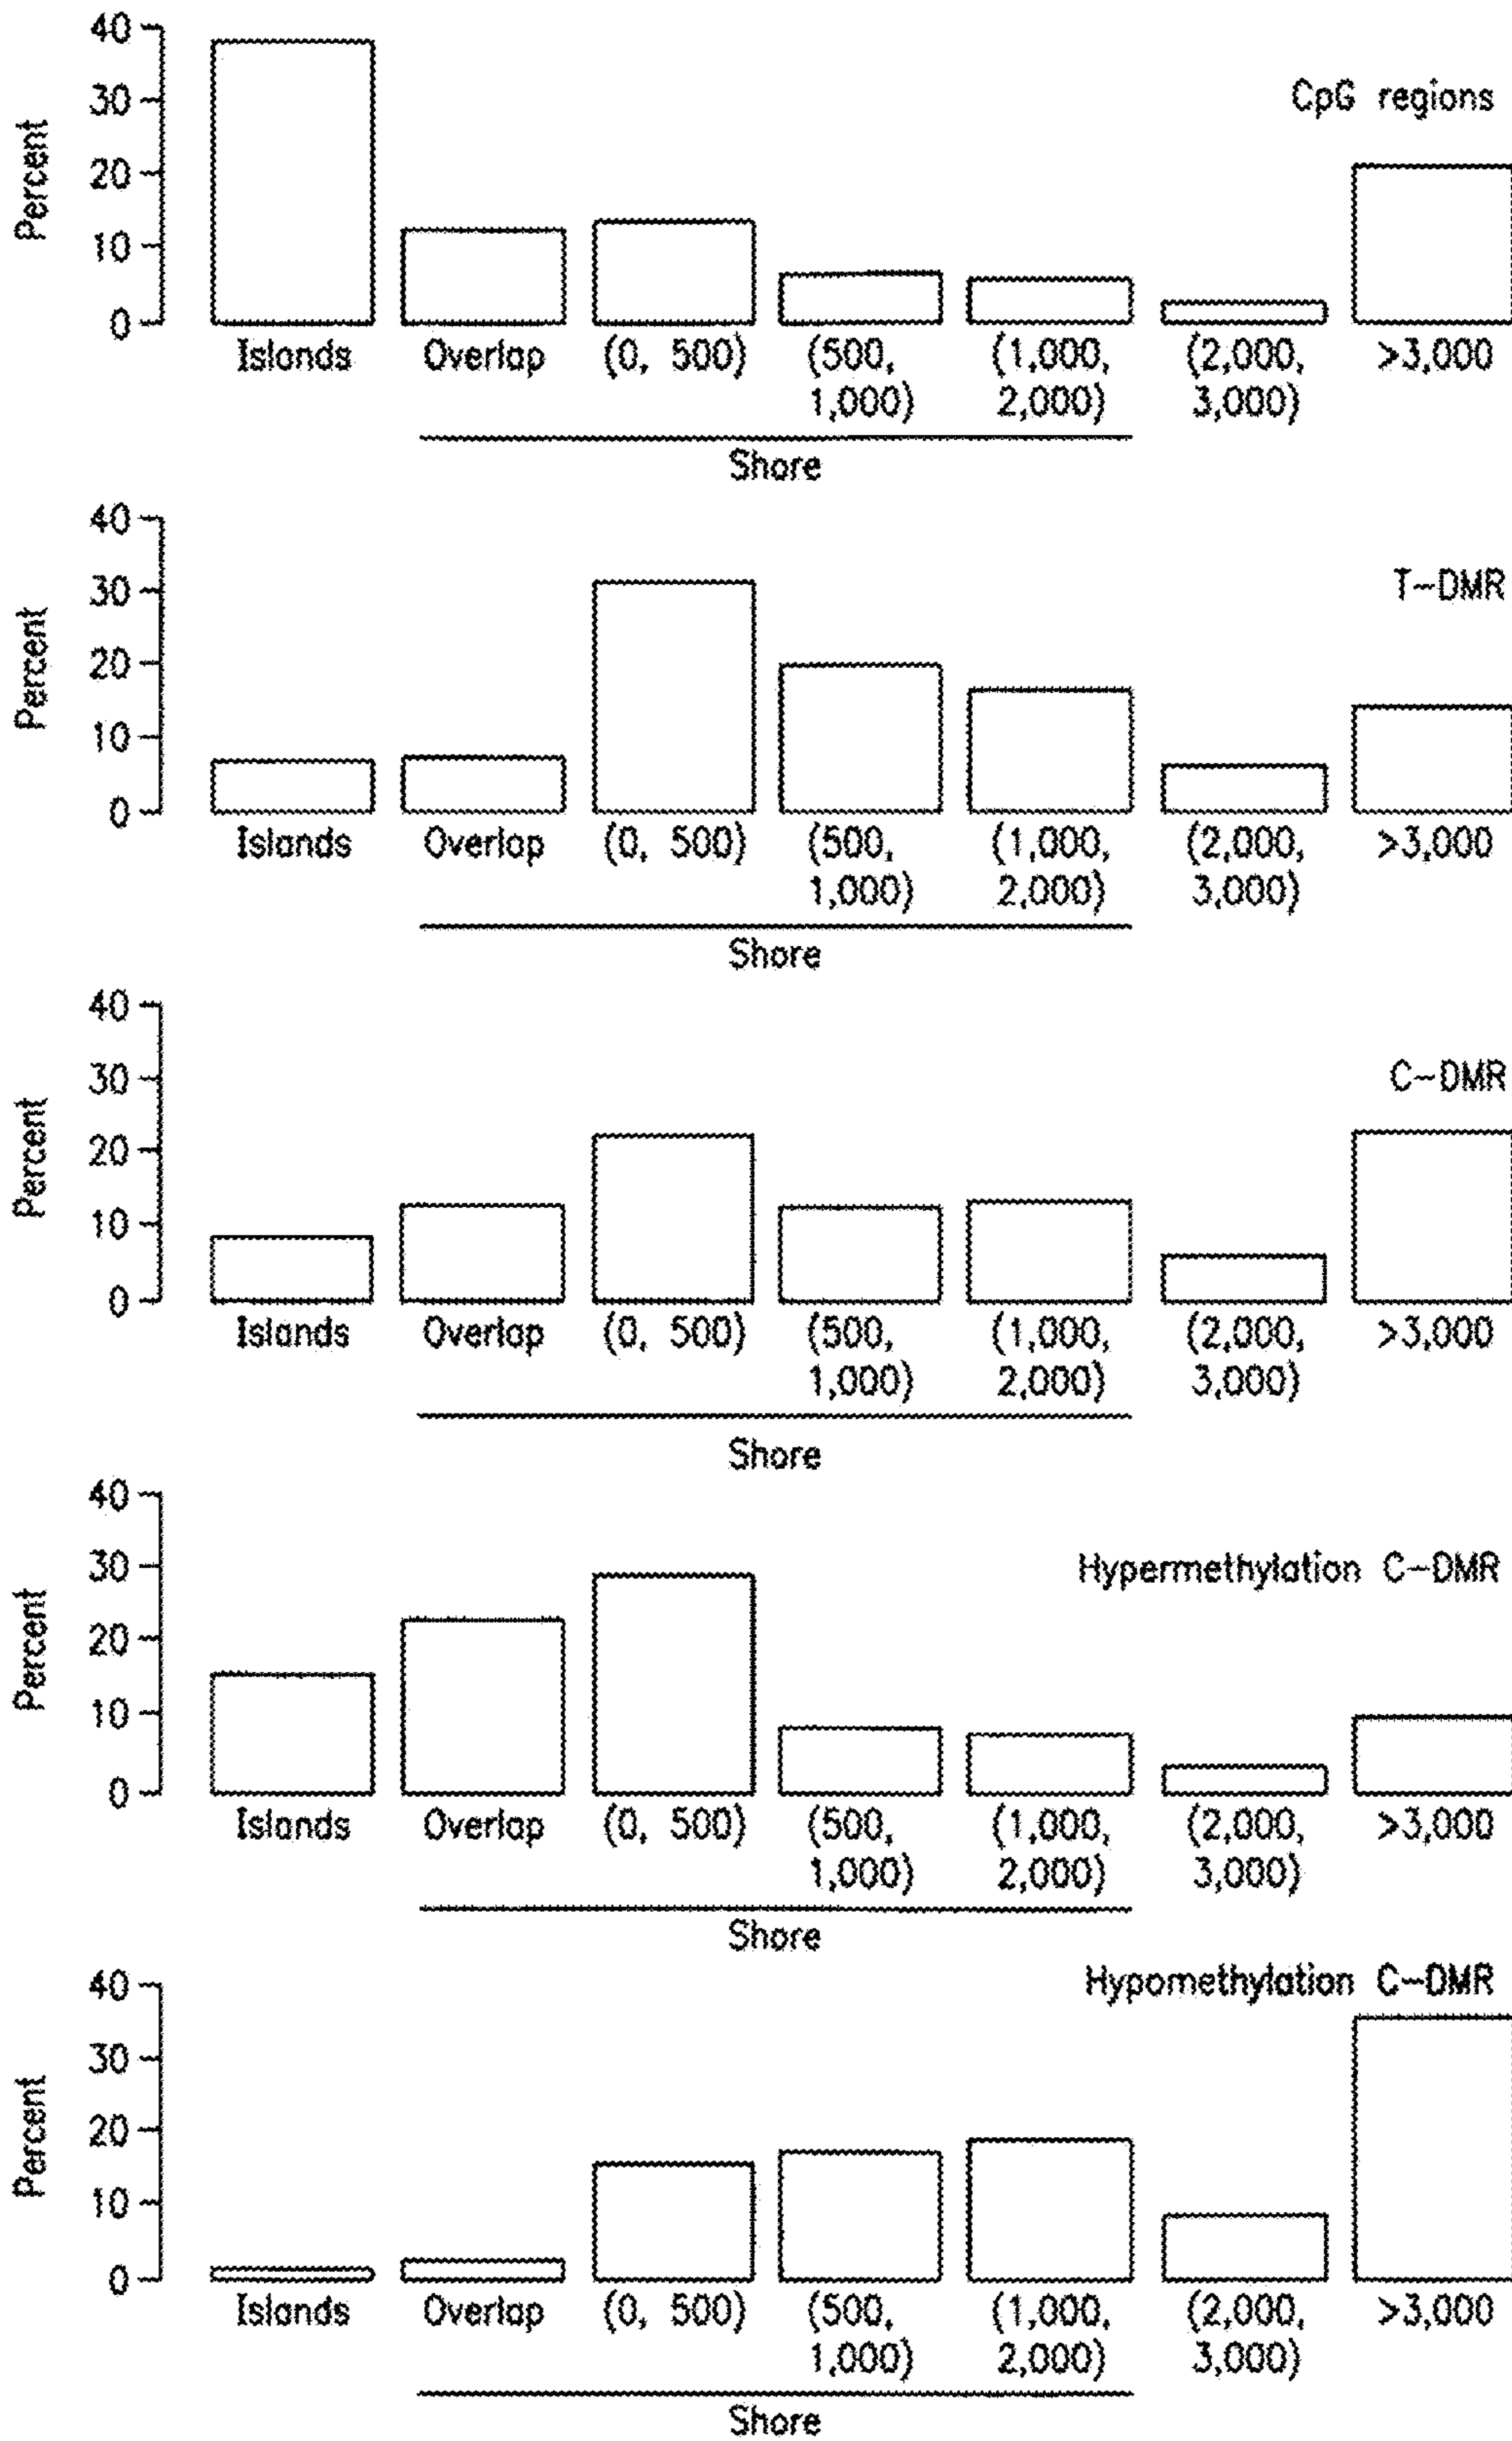 40
CpG regions
30
Percent
20
10
0
Islands Overlap (0, 500) (500, (1,000, (2,000, >3,000
1,000) 2,000) 3,000)
Shore
40
T-DMR
30
Percent
20
10
0
Islands Overlap (0, 500) (500, (1,000, (2,000, >3,000
1,000) 2,000) 3,000)
Shore
40
C-DMR
30
Percent
20
10
0
Islands Overlap (0, 500) (500, (1,000, (2,000, >3,000
1,000) 2,000) 3,000)
Shore
40
Hypermethylation C-DMR
30
Percent
20
10
0
Islands Overlap (0, 500) (500, (1,000, (2,000, >3,000
1,000) 2,000) 3,000)
Shore
Hypomethylation C-DMR
40
30
Percent
20
10
0
Islands Overlap (0, 500) (500, (1,000, (2,000, >3,000
1,000) 2,000) 3,000)
Shore